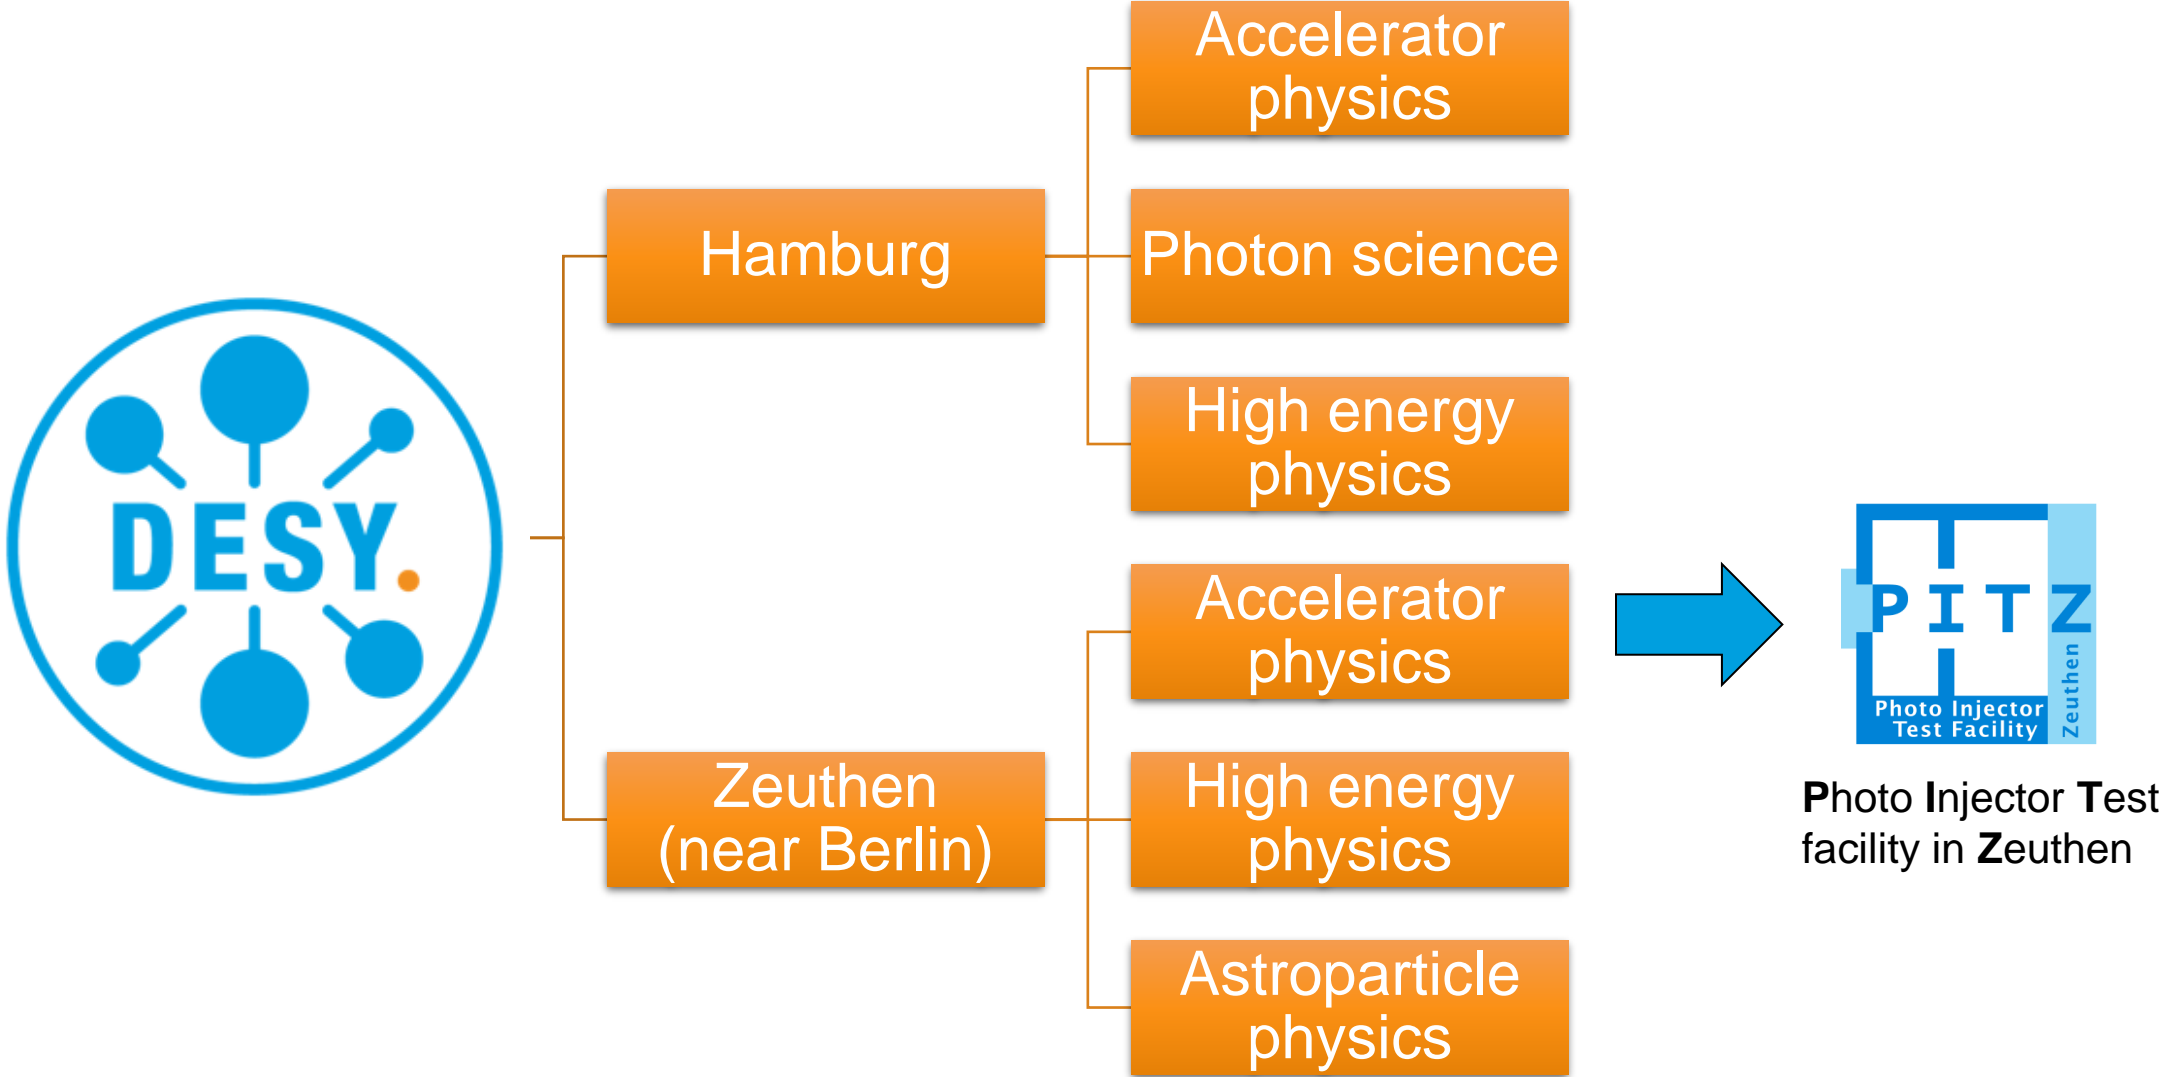 DESY.
Hamburg
Accelerator
physics
Photon science
High energy
physics
Zeuthen
(near Berlin)
Accelerator
physics
High energy
physics
Astroparticle
physics
PITZ
Photo Injector
Test Facility
Zeuthen
Photo Injector Test
facility in Zeuthen